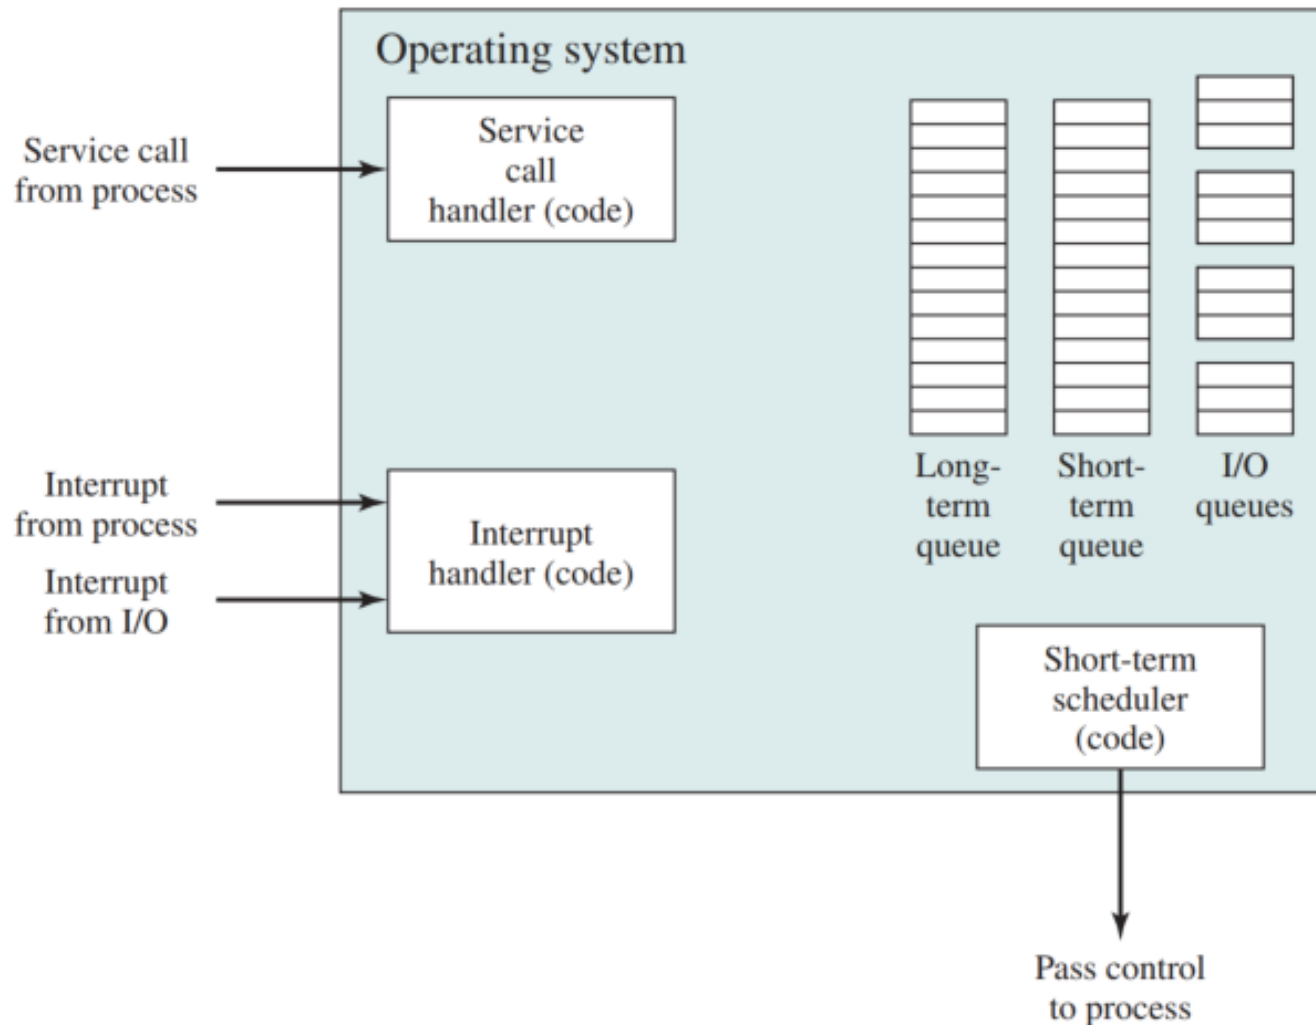 Operating system
Service call
from process
Service
call
handler (code)
Interrupt
from process
Interrupt
from I/O
Interrupt
handler (code)
Long-
term
queue
Short-
term
queue
I/O
queues
Short-term
scheduler
(code)
Pass control
to process